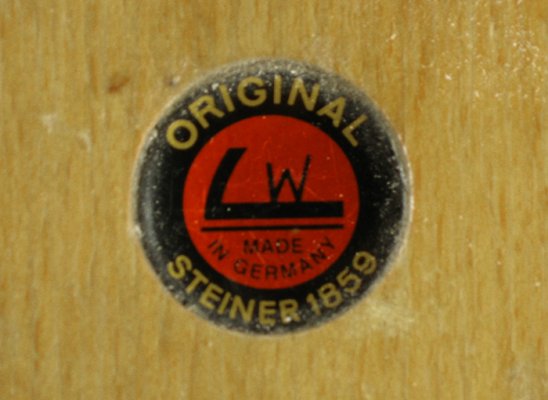 ORIGINAL
LW
MADE
IN GERMANY
STEINER 1859